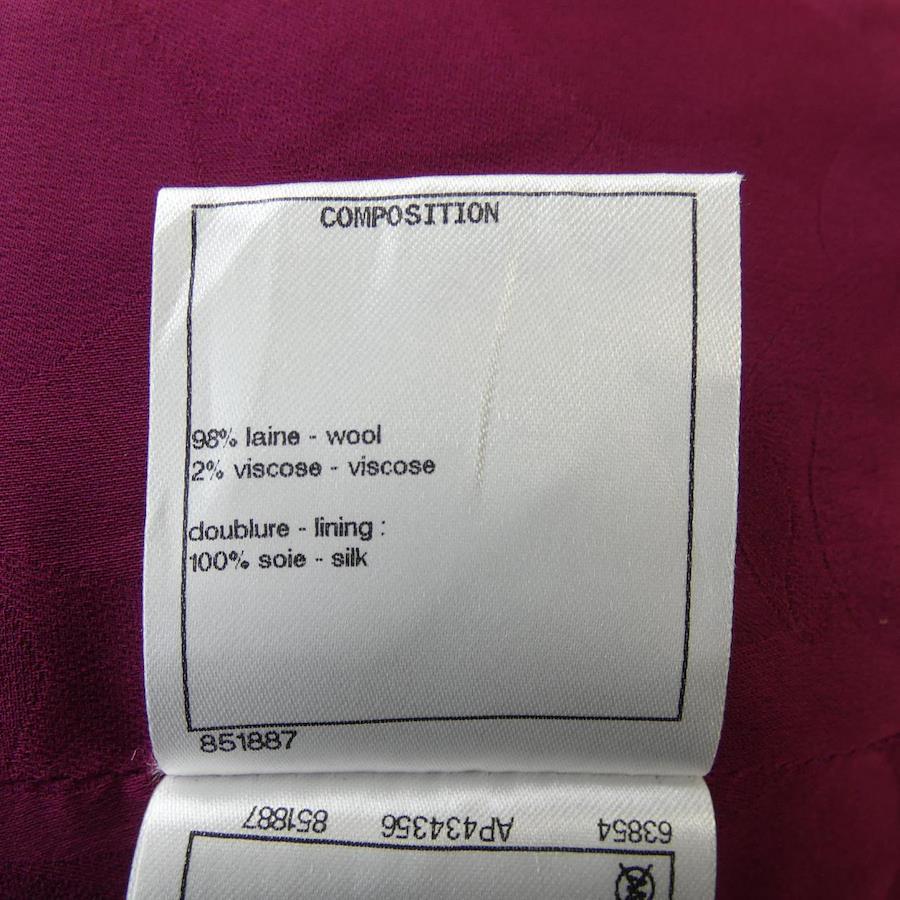 COMPOSITION
98% laine - wool
2% viscose - viscose
doublure - lining :
100% soie - silk
851887
63854 AP434356 851887